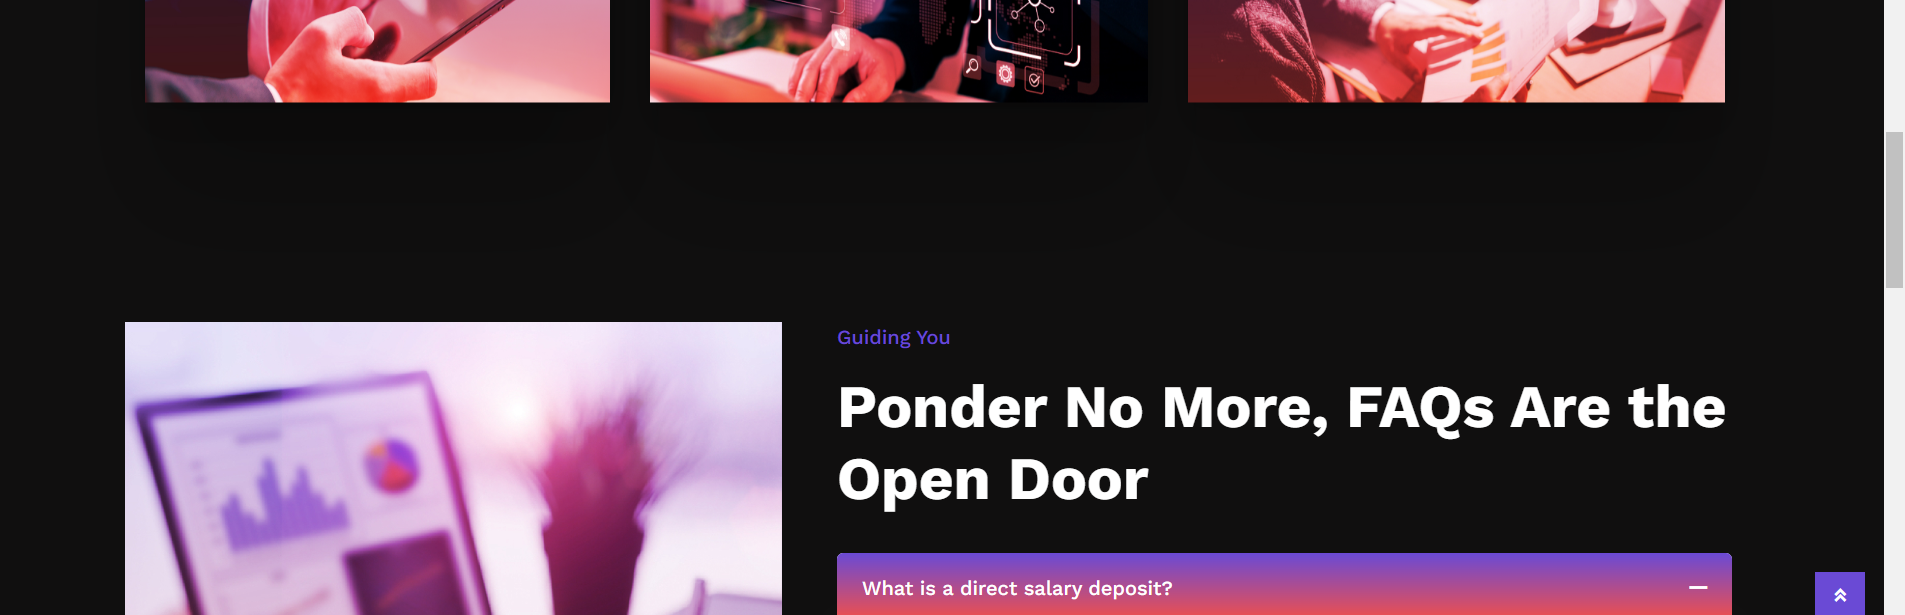 Guiding You
Ponder No More, FAQs Are the
Open Door
What is a direct salary deposit?